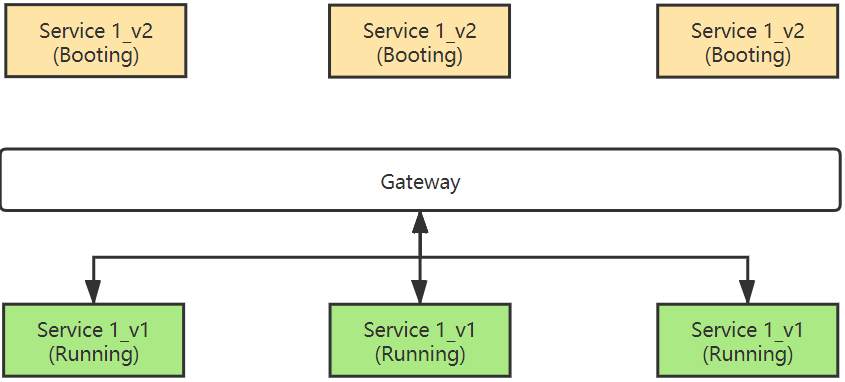 Service 1_v2
(Booting)
Service 1_v2
(Booting)
Service 1_v2
(Booting)
Gateway
Service 1_v1
(Running)
Service 1_v1
(Running)
Service 1_v1
(Running)